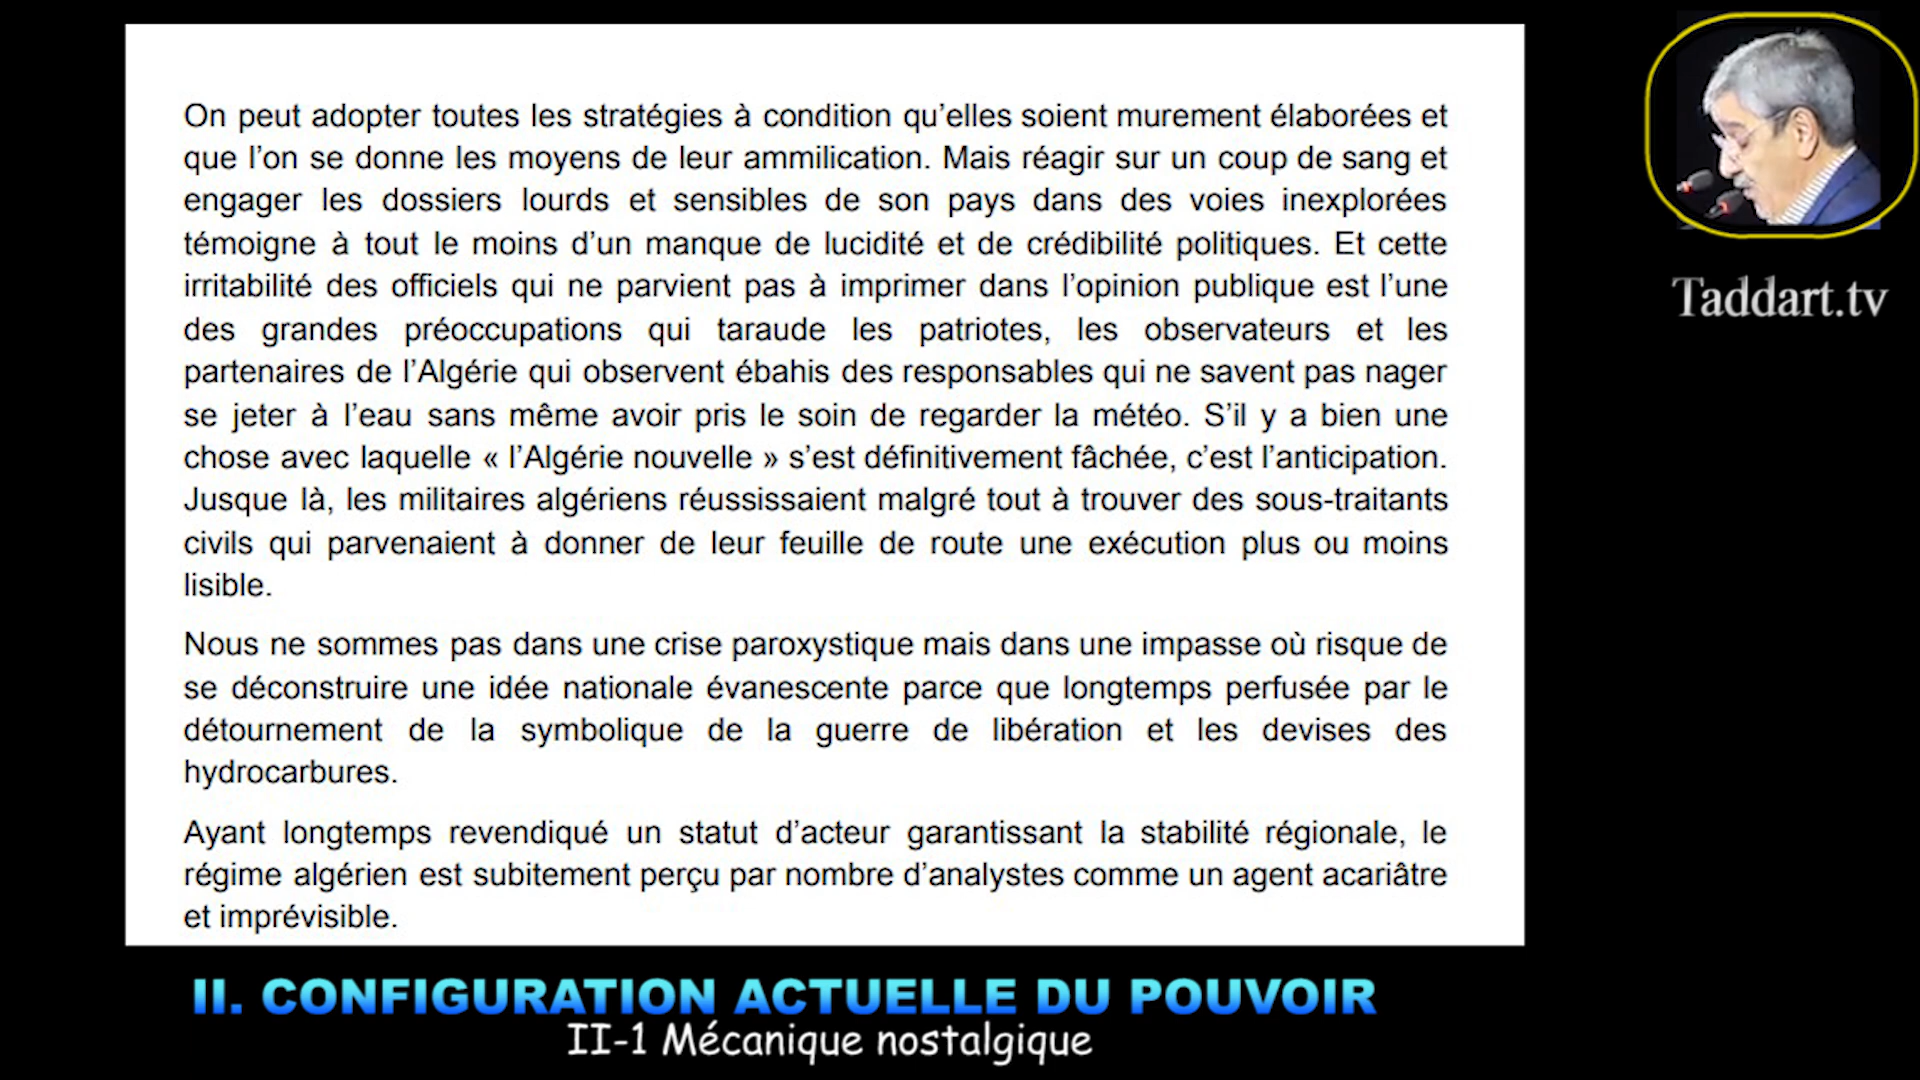 On peut adopter toutes les stratégies à condition qu’elles soient murement élaborées et
que l’on se donne les moyens de leur ammilication. Mais réagir sur un coup de sang et
engager les dossiers lourds et sensibles de son pays dans des voies inexplorées
témoigne à tout le moins d’un manque de lucidité et de crédibilité politiques. Et cette
irritabilité des officiels qui ne parvient pas à imprimer dans l’opinion publique est l’une
des grandes préoccupations qui taraude les patriotes, les observateurs et les
partenaires de l’Algérie qui observent ébahis des responsables qui ne savent pas nager
se jeter à l’eau sans même avoir pris le soin de regarder la météo. S’il y a bien une
chose avec laquelle « l’Algérie nouvelle » s’est définitivement fâchée, c’est l’anticipation.
Jusque là, les militaires algériens réussissaient malgré tout à trouver des sous-traitants
civils qui parvenaient à donner de leur feuille de route une exécution plus ou moins
lisible.
Nous ne sommes pas dans une crise paroxystique mais dans une impasse où risque de
se déconstruire une idée nationale évanescente parce que longtemps perfusée par le
détournement de la symbolique de la guerre de libération et les devises des
hydrocarbures.
Ayant longtemps revendiqué un statut d’acteur garantissant la stabilité régionale, le
régime algérien est subitement perçu par nombre d’analystes comme un agent acariâtre
et imprévisible.
Taddart.tv
II. CONFIGURATION ACTUELLE DU POUVOIR
II-1 Mécanique nostalgique